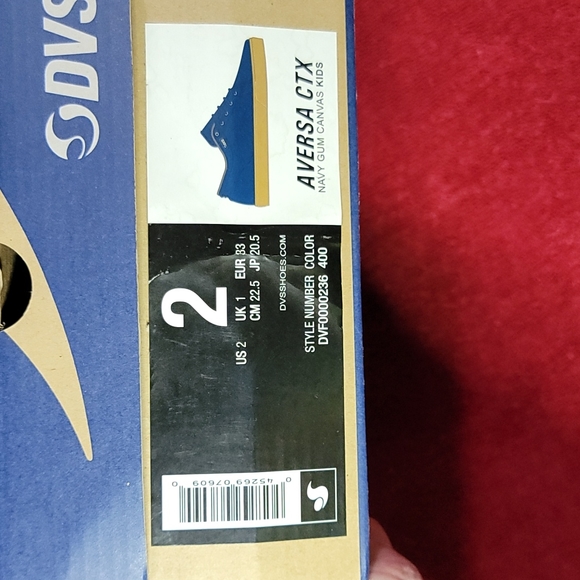 DVS
AVERSA CTX
NAVY GUM CANVAS KIDS
2
US 2 UK 1 EUR 33
CM 22.5 JP 20.5
DVSSHOES.COM
STYLE NUMBER COLOR
DVF0000236 400
0 45269 07609 0